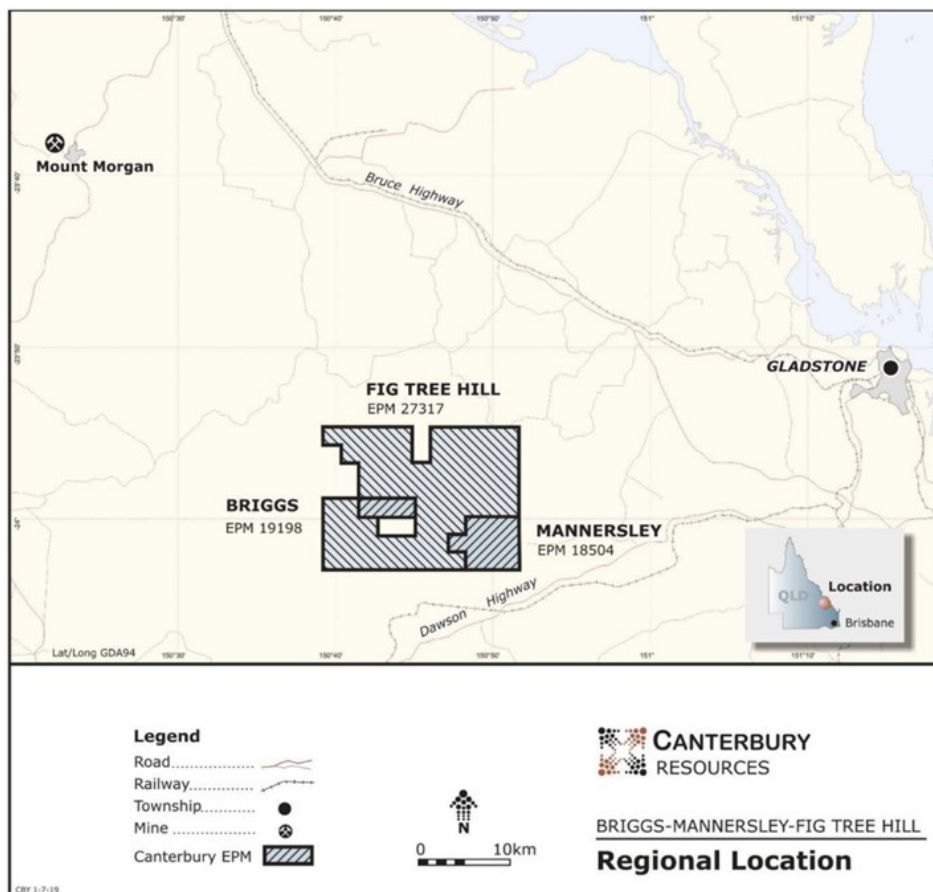 150°30'
150°40'
150°50'
151°
151°10'
Mount Morgan
-23°40'
Bruce Highway
-23°50'
GLADSTONE
FIG TREE HILL
EPM 27317
BRIGGS
EPM 19198
-24°
MANNERSLEY
EPM 18504
Dawson Highway
QLD
Location
Brisbane
Lat/Long GDA94
150°30'
150°40'
150°50'
151°
151°10'
Legend
Road
Railway
Township
Mine
Canterbury EPM
N
0 10km
CANTERBURY
RESOURCES
BRIGGS-MANNERSLEY-FIG TREE HILL
Regional Location
CBY 1-7-19